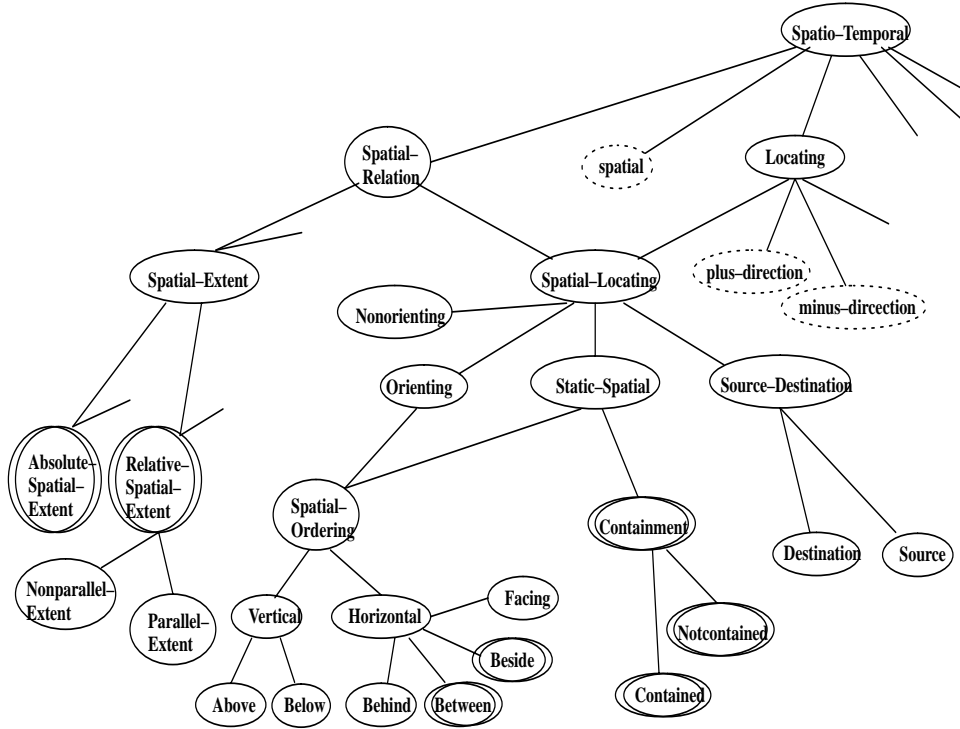 Spatio–Temporal
Spatial–
Relation
spatial
Locating
Spatial–Extent
Spatial–Locating
plus–direction
minus–dircection
Nonorienting
Orienting
Static–Spatial
Source–Destination
Absolute–
Spatial–
Extent
Relative–
Spatial–
Extent
Spatial–
Ordering
Containment
Destination
Source
Nonparallel–
Extent
Parallel–
Extent
Vertical
Horizontal
Facing
Beside
Notcontained
Above
Below
Behind
Between
Contained